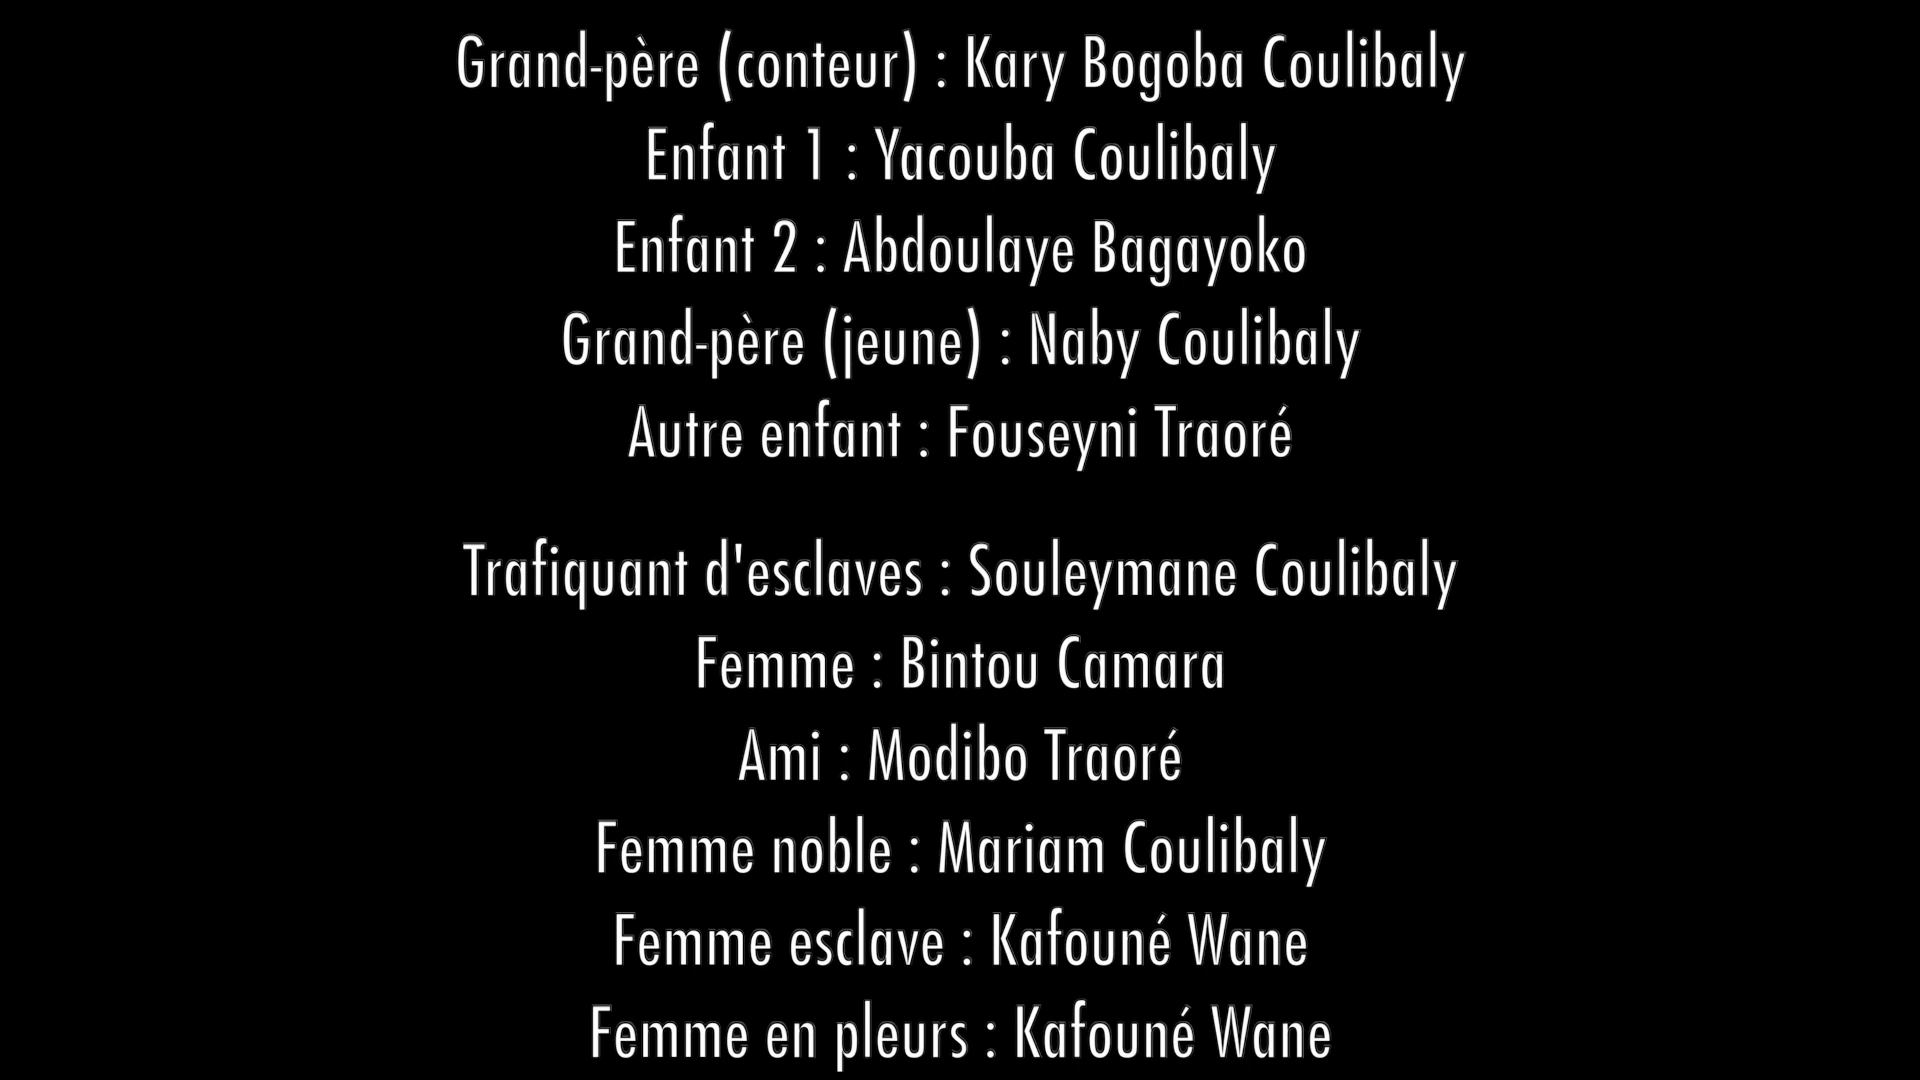 Grand-père (conteur) : Kary Bogoba Coulibaly
Enfant 1 : Yacouba Coulibaly
Enfant 2 : Abdoulaye Bagayoko
Grand-père (jeune) : Naby Coulibaly
Autre enfant : Fouseyni Traoré
Trafiquant d'esclaves : Souleymane Coulibaly
Femme : Bintou Camara
Ami : Modibo Traoré
Femme noble : Mariam Coulibaly
Femme esclave : Kafouné Wane
Femme en pleurs : Kafouné Wane